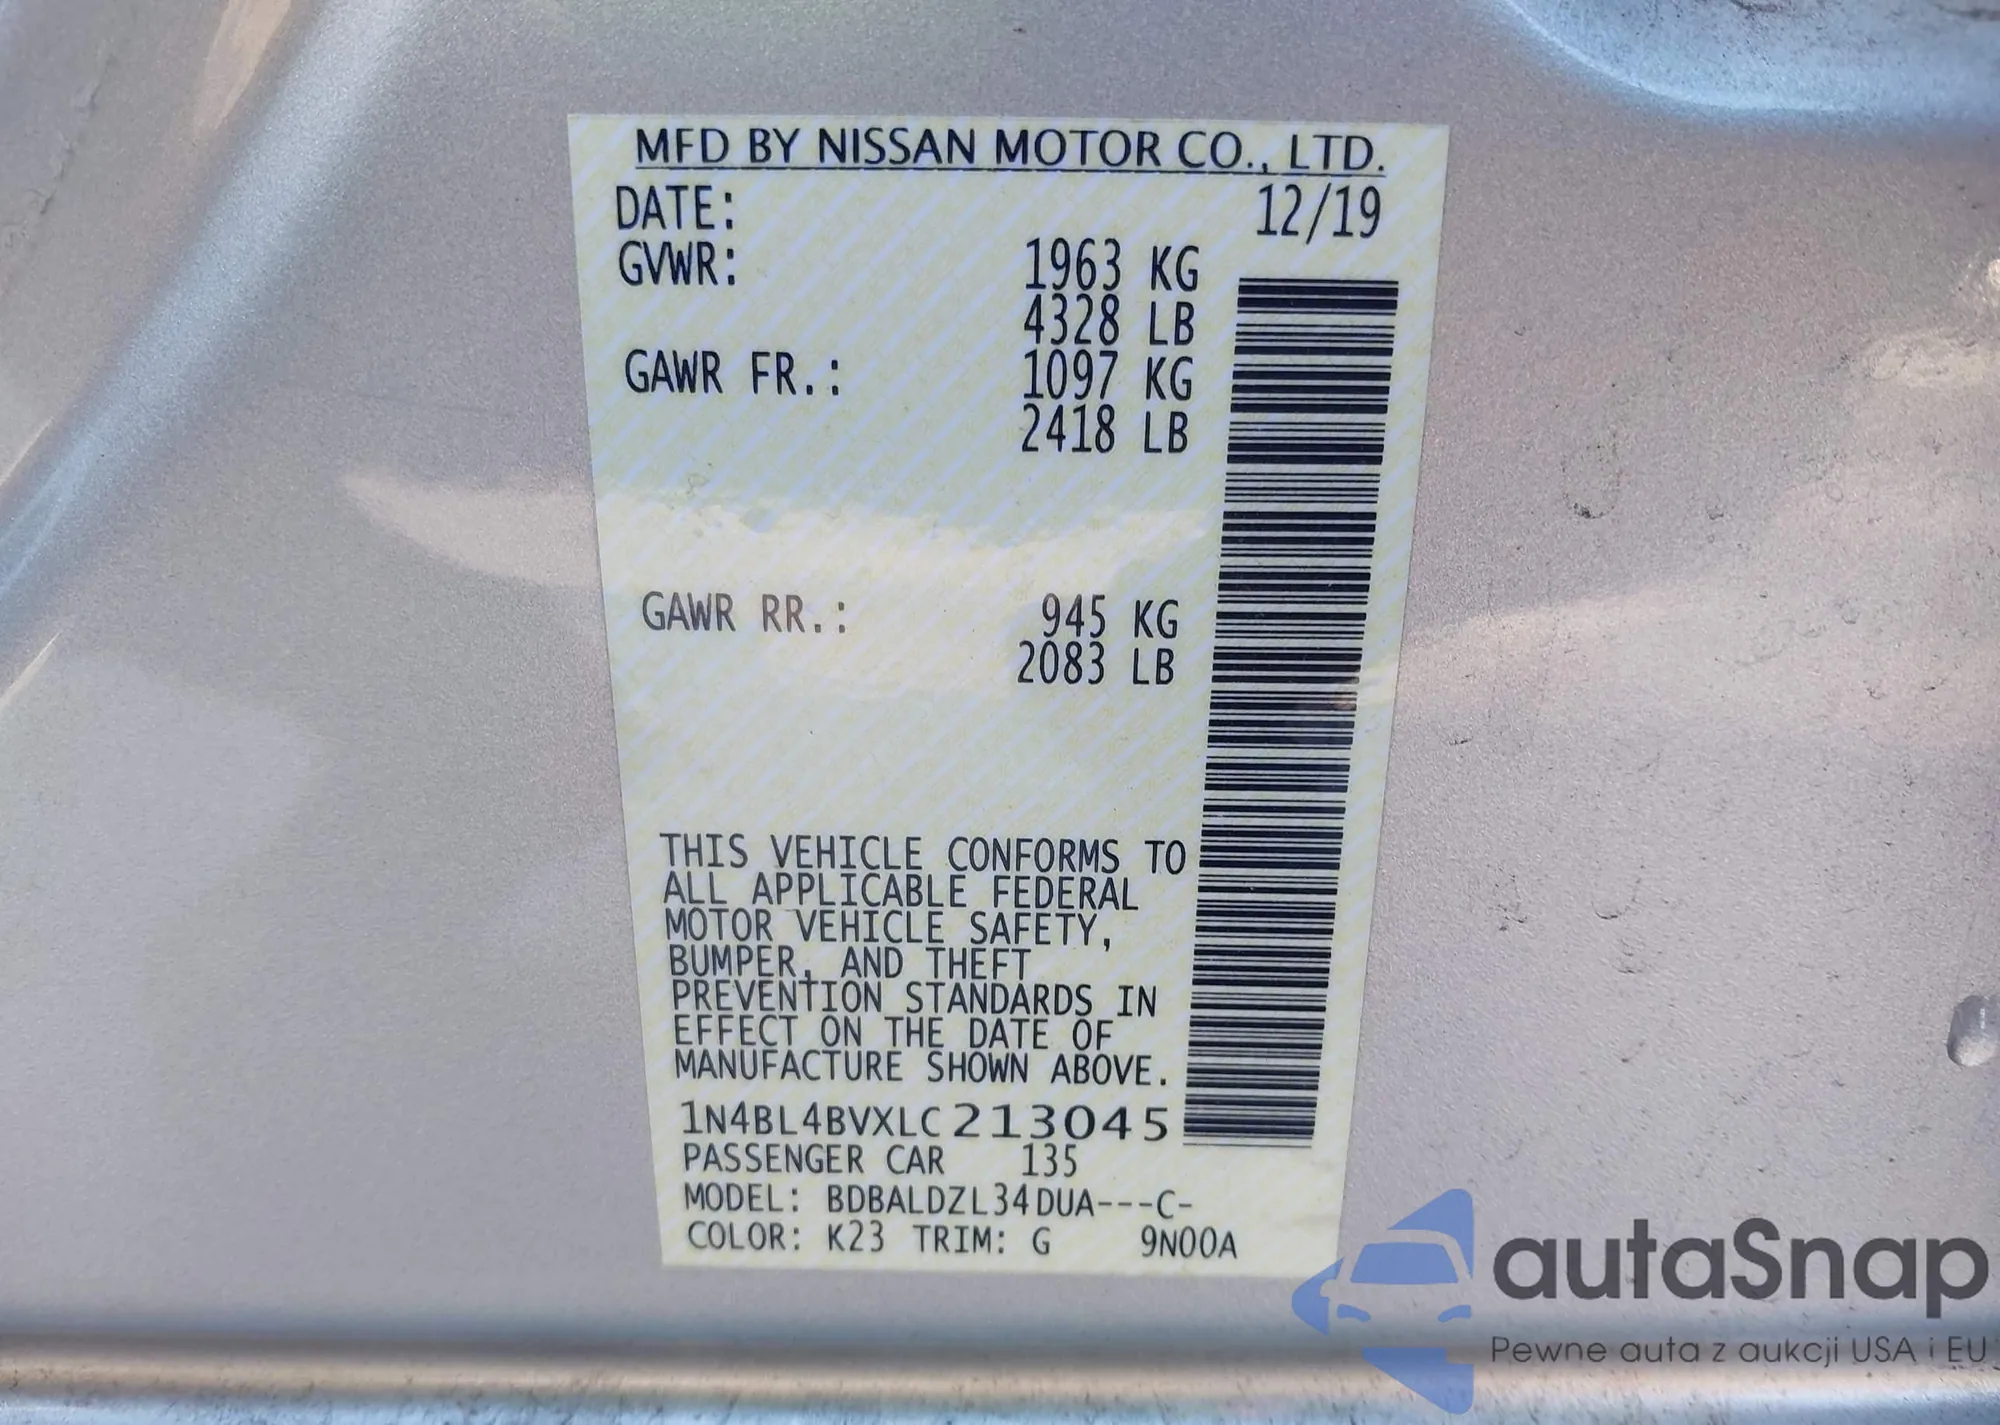 MFD BY NISSAN MOTOR CO., LTD.
DATE: 12/19
GVWR: 1963 KG
4328 LB
GAWR FR.: 1097 KG
2418 LB
GAWR RR.: 945 KG
2083 LB
THIS VEHICLE CONFORMS TO
ALL APPLICABLE FEDERAL
MOTOR VEHICLE SAFETY,
BUMPER, AND THEFT
PREVENTION STANDARDS IN
EFFECT ON THE DATE OF
MANUFACTURE SHOWN ABOVE.
1N4BL4BVXLC213045
PASSENGER CAR 135
MODEL: BDBALDZL34DUA---C-
COLOR: K23 TRIM: G 9N00A
autaSnap
Pewne auta z aukcji USA i EU